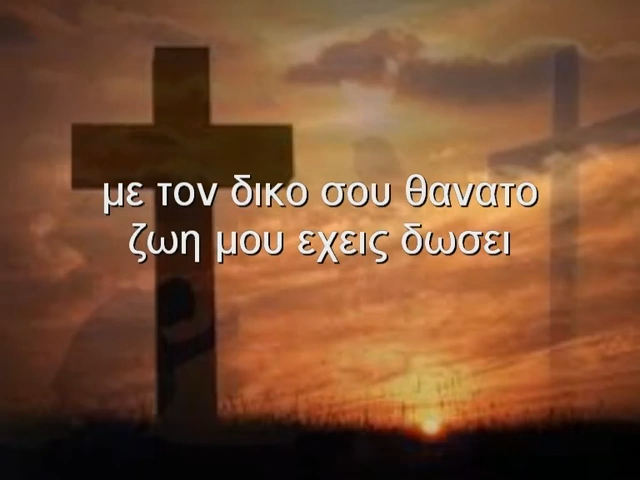 με τον δικο σου θανατο
ζωη μου εχεις δωσει